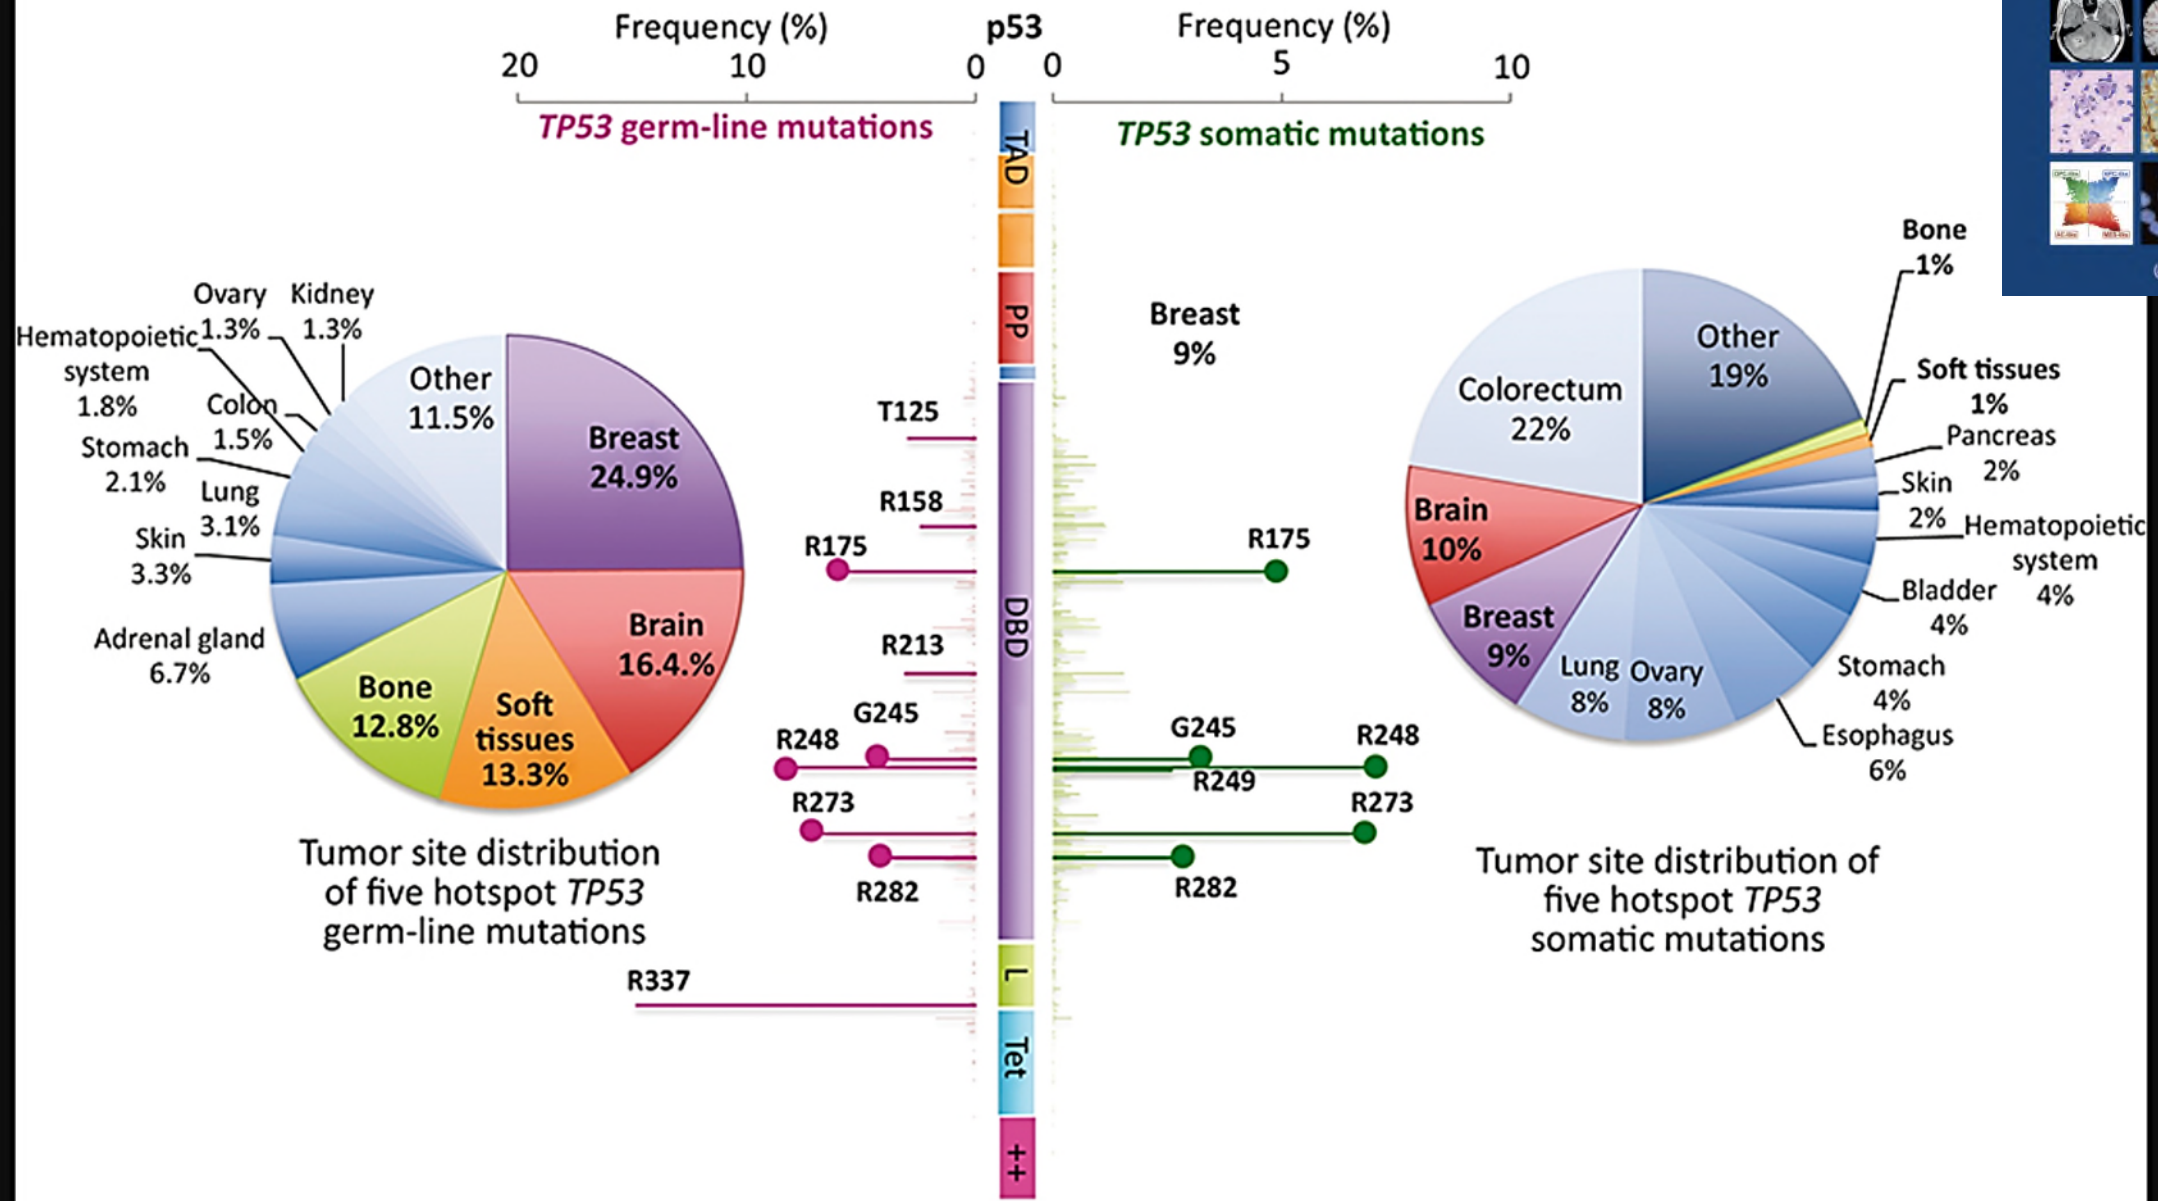 Frequency (%)
p53
Frequency (%)
20
10
0
0
5
10
TP53 germ-line mutations
TP53 somatic mutations
TAD
PP
DBD
L
Tet
++
Ovary
1.3%
Kidney
1.3%
Hematopoietic
system
1.8%
Colon
1.5%
Stomach
2.1%
Lung
3.1%
Skin
3.3%
Adrenal gland
6.7%
Other
11.5%
Breast
24.9%
Brain
16.4.%
Soft
tissues
13.3%
Bone
12.8%
Tumor site distribution
of five hotspot TP53
germ-line mutations
T125
R158
R175
R213
G245
R248
R273
R282
R337
Breast
9%
R175
G245
R248
R249
R273
R282
Bone
1%
Other
19%
Soft tissues
1%
Pancreas
2%
Skin
2%
Hematopoietic
system
4%
Bladder
4%
Stomach
4%
Esophagus
6%
Ovary
8%
Lung
8%
Breast
9%
Brain
10%
Colorectum
22%
Tumor site distribution of
five hotspot TP53
somatic mutations